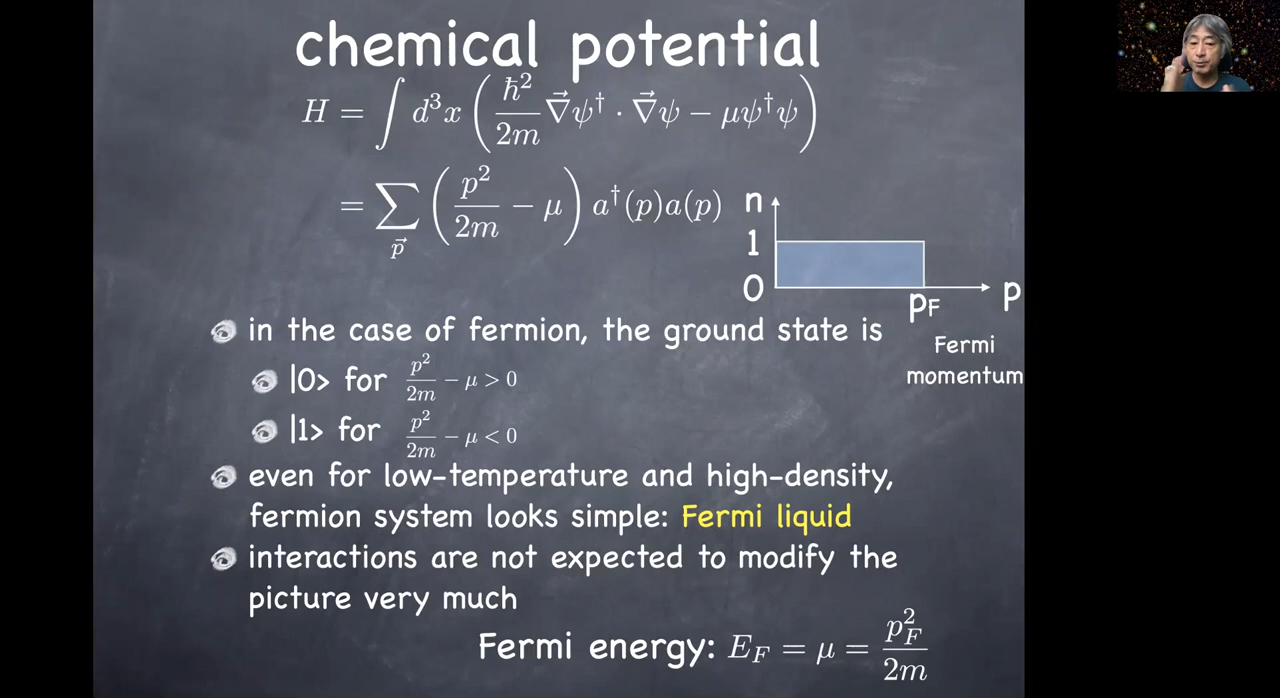 chemical potential
H = ∫ d³x ( ħ²/2m ∇⃗ψ† · ∇⃗ψ − μψ†ψ )
= ∑_p⃗ ( p²/2m − μ ) a†(p)a(p)
n
1
0
p_F
p
Fermi
momentum
in the case of fermion, the ground state is
|0> for p²/2m − μ > 0
|1> for p²/2m − μ < 0
even for low-temperature and high-density,
fermion system looks simple: Fermi liquid
interactions are not expected to modify the
picture very much
Fermi energy: E_F = μ = p_F²/2m